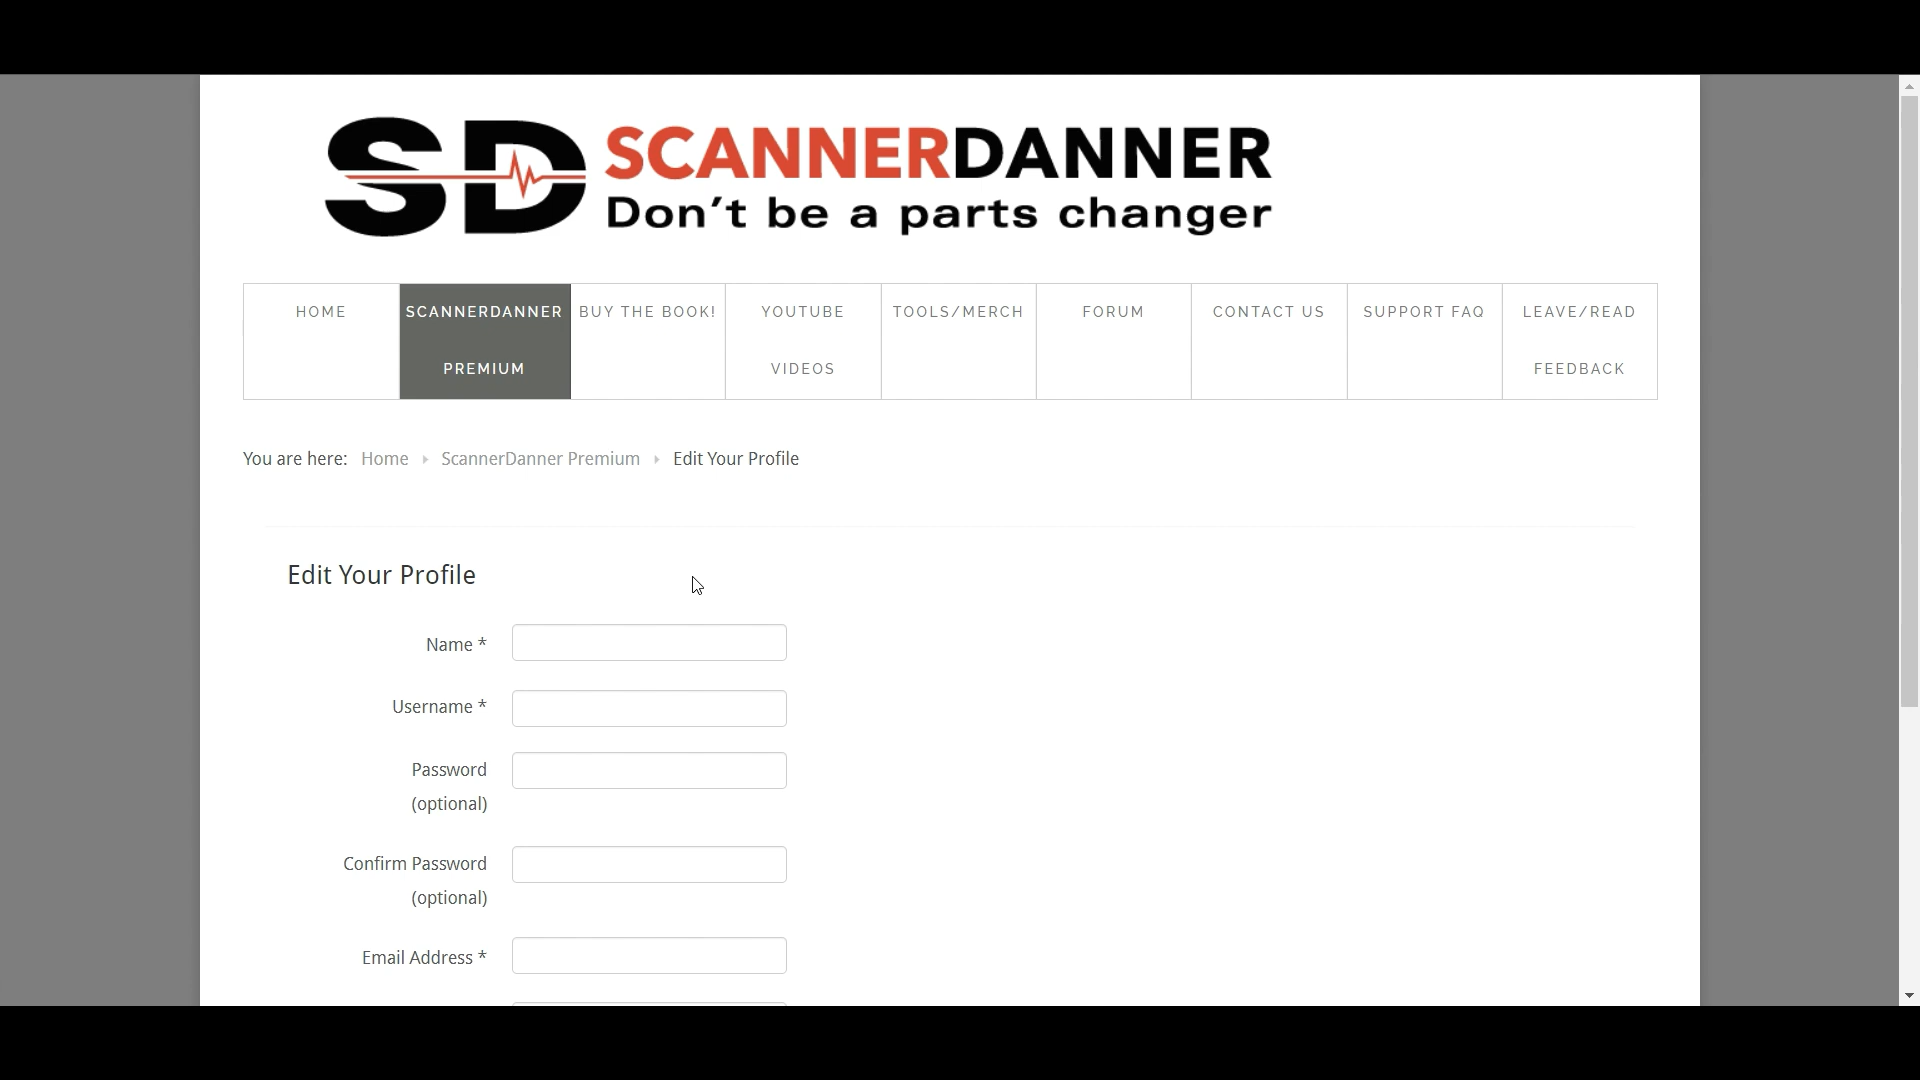 SD SCANNERDANNER
Don't be a parts changer
HOME
SCANNERDANNER
PREMIUM
BUY THE BOOK!
YOUTUBE
VIDEOS
TOOLS/MERCH
FORUM
CONTACT US
SUPPORT FAQ
LEAVE/READ
FEEDBACK
You are here: Home ScannerDanner Premium Edit Your Profile
Edit Your Profile
Name *
Username *
Password
(optional)
Confirm Password
(optional)
Email Address *